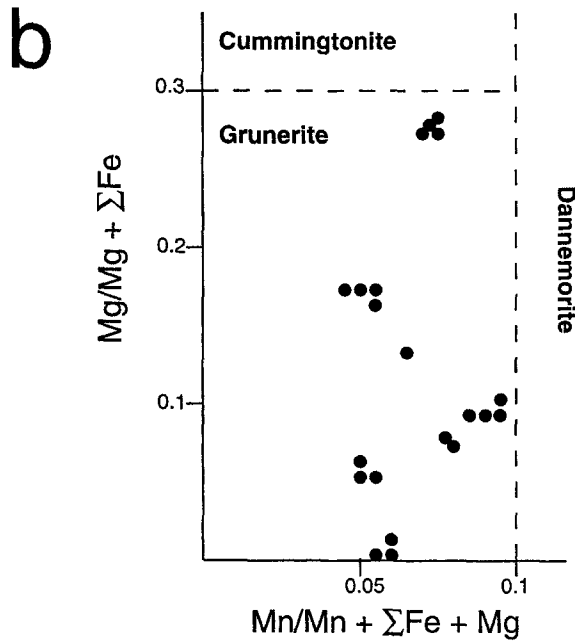 b
Cummingtonite
0.3
Grunerite
Mg/Mg + ΣFe
0.2
Dannemorite
0.1
0.05
0.1
Mn/Mn + ΣFe + Mg